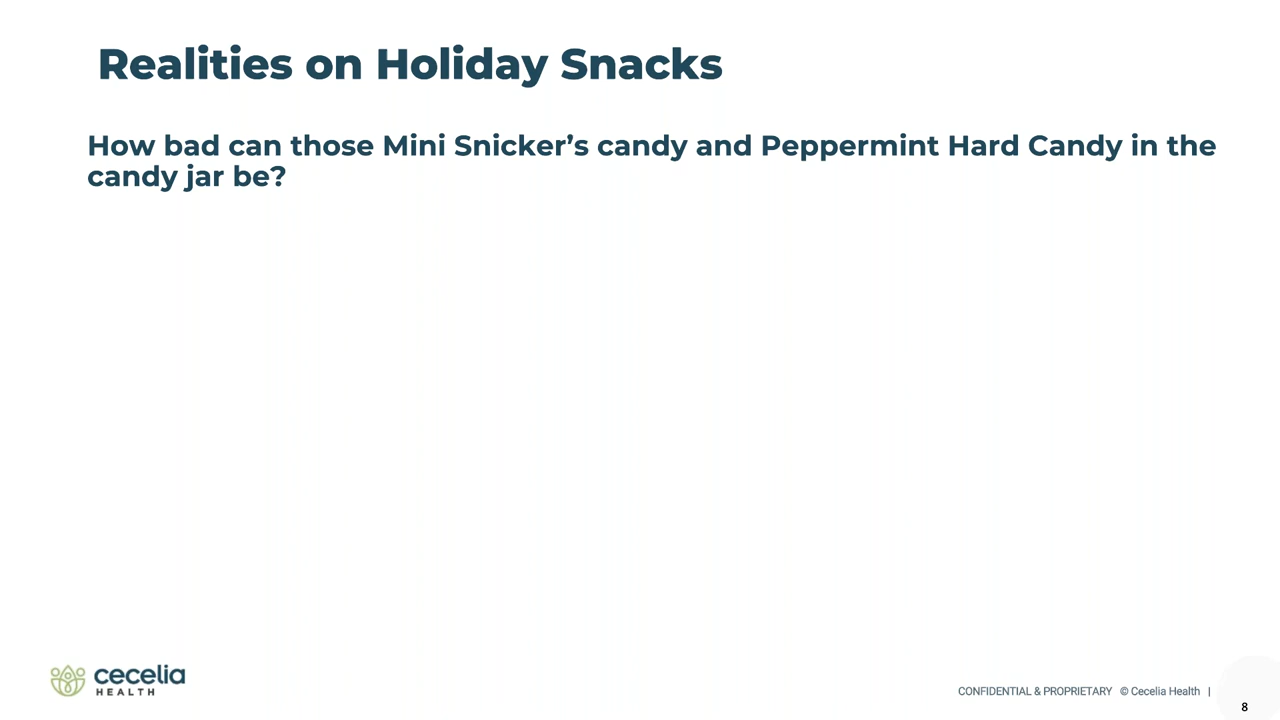 Realities on Holiday Snacks
How bad can those Mini Snicker’s candy and Peppermint Hard Candy in the
candy jar be?
cecelia
HEALTH
CONFIDENTIAL & PROPRIETARY © Cecelia Health |
8